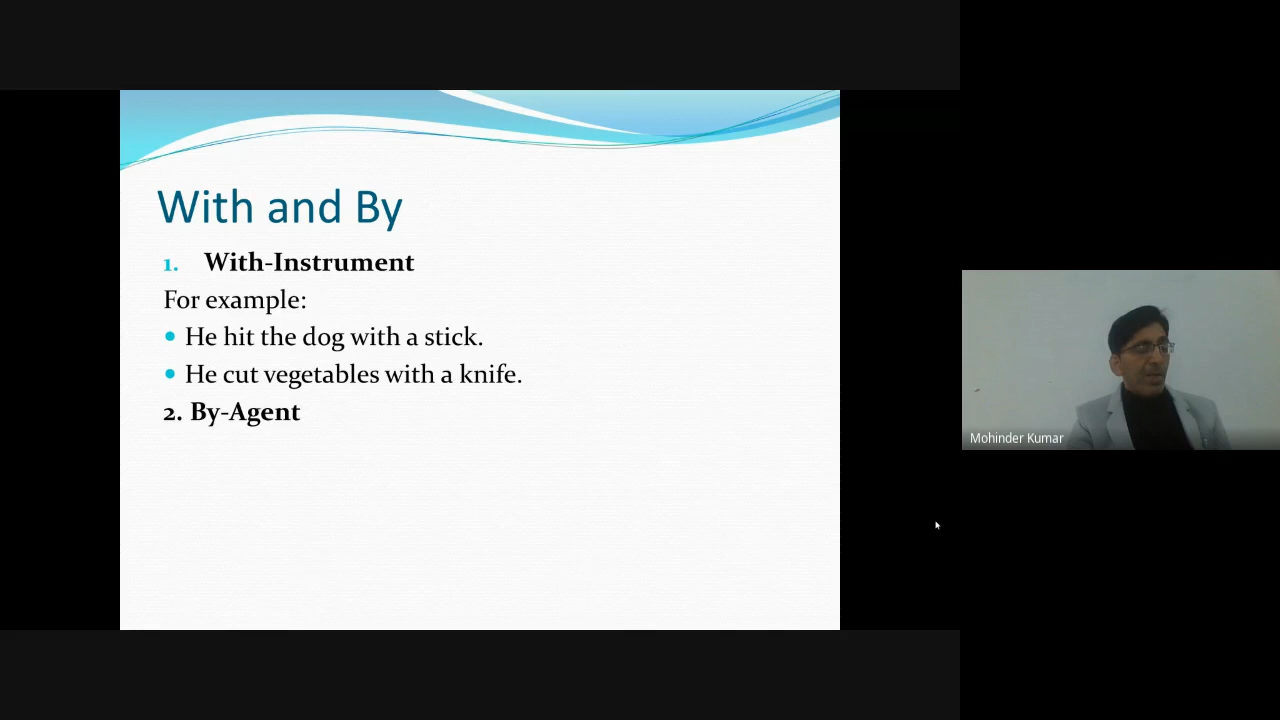 With and By
1. With-Instrument
For example:
• He hit the dog with a stick.
• He cut vegetables with a knife.
2. By-Agent
Mohinder Kumar